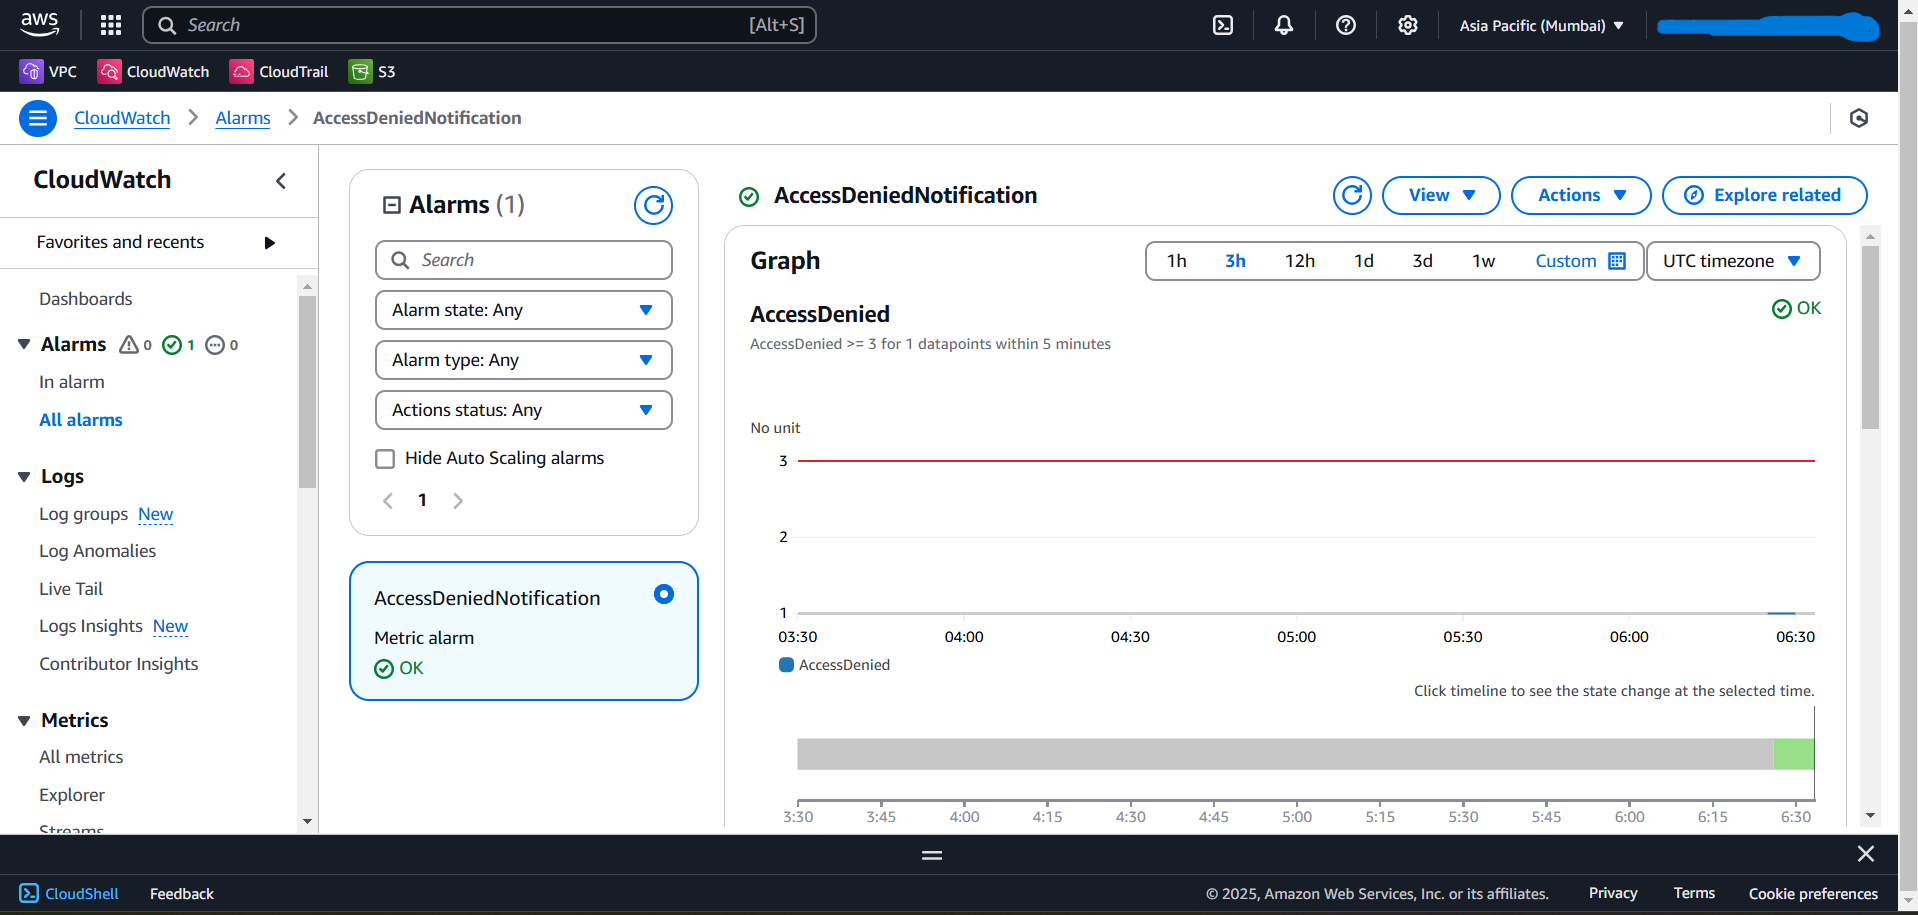 aws
Search [Alt+S]
Asia Pacific (Mumbai)
VPC CloudWatch CloudTrail S3
CloudWatch Alarms AccessDeniedNotification
CloudWatch
Favorites and recents
Dashboards
Alarms 0 1 0
In alarm
All alarms
Logs
Log groups New
Log Anomalies
Live Tail
Logs Insights New
Contributor Insights
Metrics
All metrics
Explorer
Streams
Alarms (1)
Search
Alarm state: Any
Alarm type: Any
Actions status: Any
Hide Auto Scaling alarms
1
AccessDeniedNotification
Metric alarm
OK
AccessDeniedNotification
View Actions Explore related
Graph
1h 3h 12h 1d 3d 1w Custom UTC timezone
AccessDenied
OK
AccessDenied >= 3 for 1 datapoints within 5 minutes
No unit
3
2
1
03:30 04:00 04:30 05:00 05:30 06:00 06:30
AccessDenied
Click timeline to see the state change at the selected time.
3:30 3:45 4:00 4:15 4:30 4:45 5:00 5:15 5:30 5:45 6:00 6:15 6:30
CloudShell Feedback
© 2025, Amazon Web Services, Inc. or its affiliates. Privacy Terms Cookie preferences